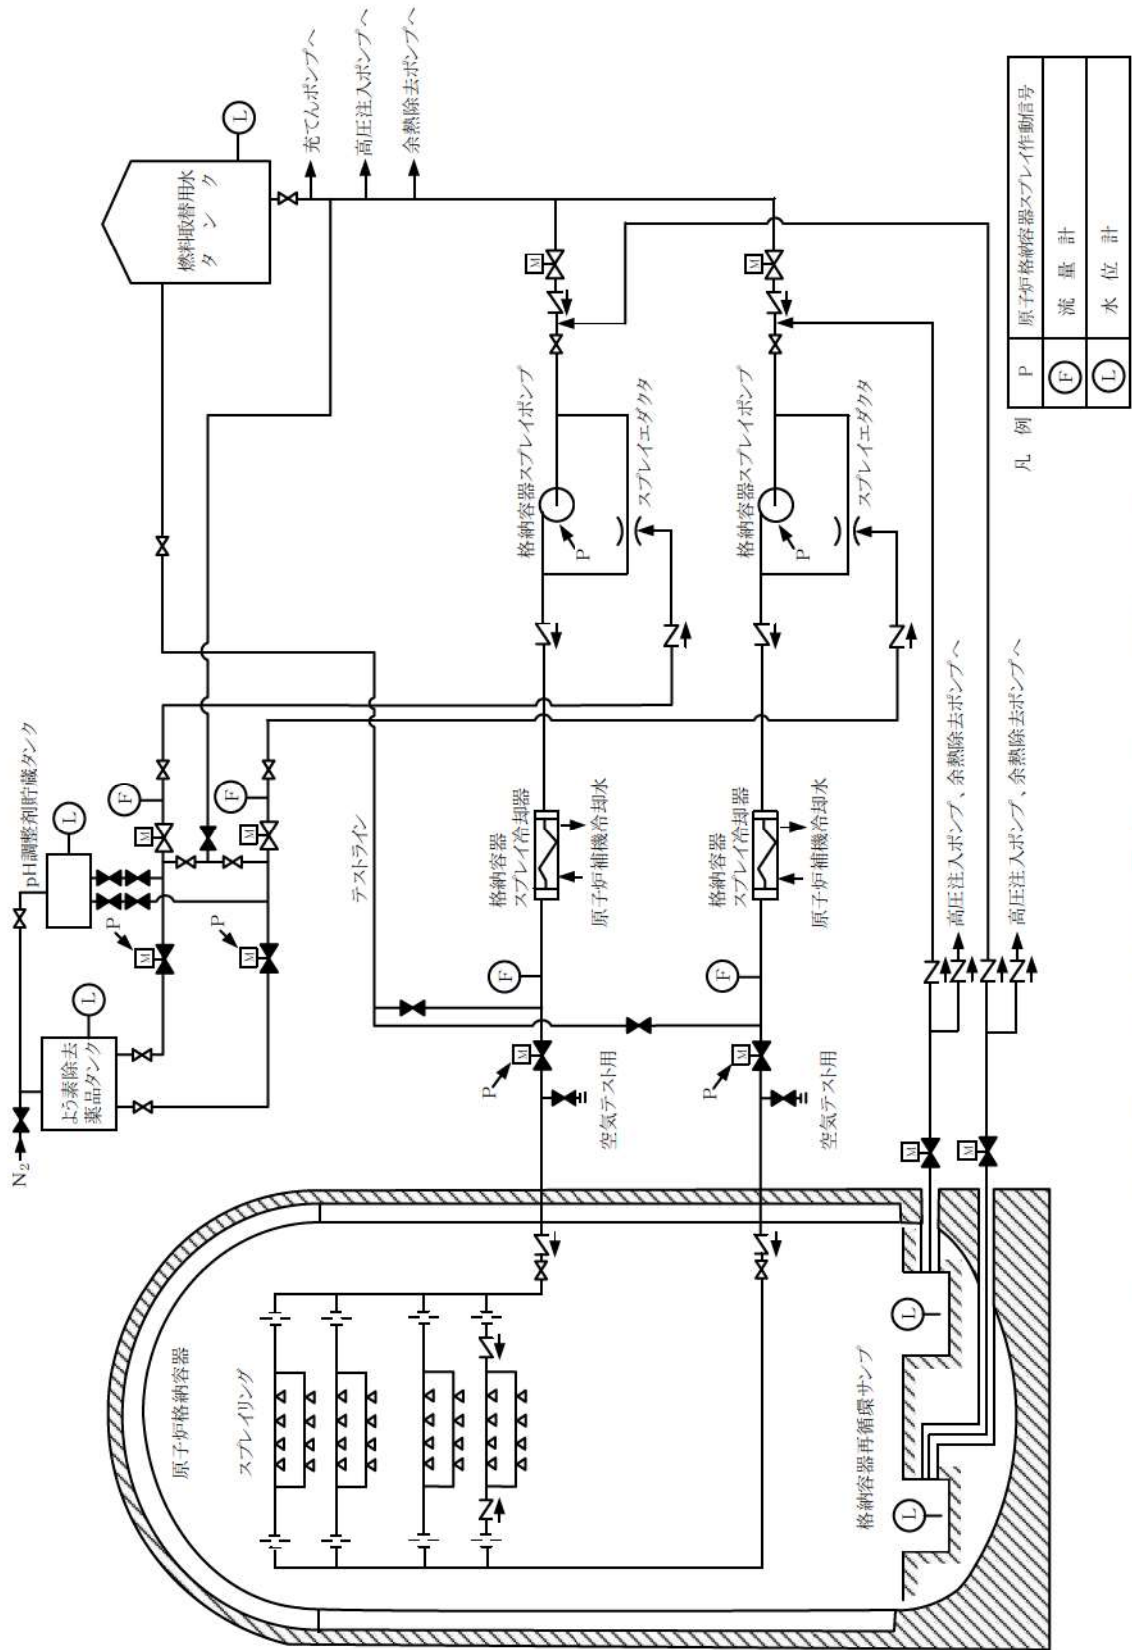 N₂
よう素除去
薬品タンク
L
pH調整剤貯蔵タンク
L
P
M
P
M
M
F
M
F
燃料取替用水
タンク
L
充てんポンプへ
高圧注入ポンプへ
余熱除去ポンプへ
テストライン
原子炉格納容器
スプレイリング
P
M
空気テスト用
F
格納容器
スプレイ冷却器
原子炉補機冷却水
格納容器スプレイポンプ
P
スプレイエダクタ
M
P
M
空気テスト用
F
格納容器
スプレイ冷却器
原子炉補機冷却水
格納容器スプレイポンプ
P
スプレイエダクタ
M
格納容器再循環サンプ
L
L
M
M
高圧注入ポンプ、余熱除去ポンプへ
高圧注入ポンプ、余熱除去ポンプへ
凡例
P 原子炉格納容器スプレイ作動信号
F 流量計
L 水位計